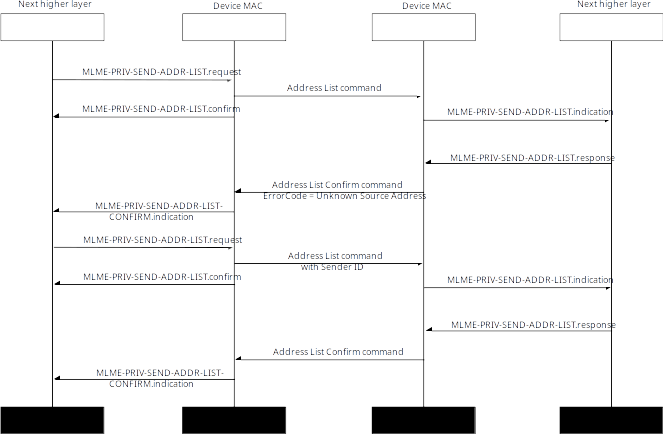 Next higher layer
Device MAC
Device MAC
Next higher layer
MLME-PRIV-SEND-ADDR-LIST.request
Address List command
MLME-PRIV-SEND-ADDR-LIST.confirm
MLME-PRIV-SEND-ADDR-LIST.indication
MLME-PRIV-SEND-ADDR-LIST.response
Address List Confirm command
ErrorCode = Unknown Source Address
MLME-PRIV-SEND-ADDR-LIST-
CONFIRM.indication
MLME-PRIV-SEND-ADDR-LIST.request
Address List command
with Sender ID
MLME-PRIV-SEND-ADDR-LIST.confirm
MLME-PRIV-SEND-ADDR-LIST.indication
MLME-PRIV-SEND-ADDR-LIST.response
Address List Confirm command
MLME-PRIV-SEND-ADDR-LIST-
CONFIRM.indication